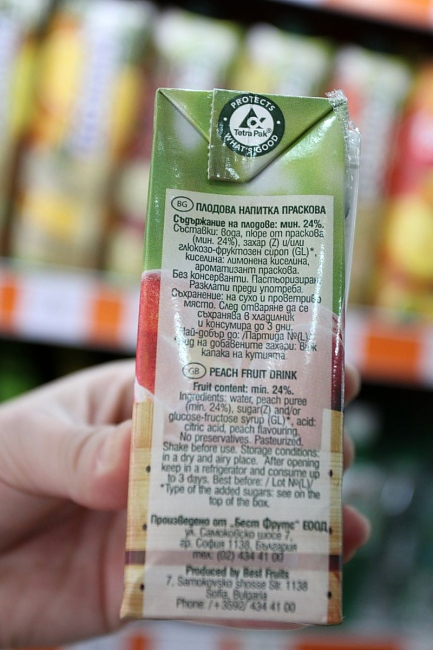 PROTECTS
Tetra Pak®
WHAT'S GOOD
BG ПЛОДОВА НАПИТКА ПРАСКОВА
Съдържание на плодове: мин. 24%.
Съставки: вода, пюре от праскова
(мин. 24%), захар (Z) и/или
глюкозо-фруктозен сироп (GL)*,
киселина: лимонена киселина,
ароматизант праскова.
Без консерванти. Пастьоризиран.
Разклати преди употреба.
Съхранение: на сухо и проветриво
място. След отваряне да се
съхранява в хладилник
и консумира до 3 дни.
Най-добър до: /Партида №(L)/
*Вид на добавените захари: виж
капака на кутията.
GB PEACH FRUIT DRINK
Fruit content: min. 24%.
Ingredients: water, peach puree
(min. 24%), sugar(Z) and/or
glucose-fructose syrup (GL)*, acid:
citric acid, peach flavouring.
No preservatives. Pasteurized.
Shake before use. Storage conditions:
in a dry and airy place. After opening
keep in a refrigerator and consume up
to 3 days. Best before: / Lot №(L)/
*Type of the added sugars: see on the
top of the box.
Произведено от „Бест Фрутс" ЕООД
ул. Самоковско шосе 7,
гр. София 1138, България
тел.: (02) 434 41 00
Produced by Best Fruits
7, Samokovsko shosse Str. 1138
Sofia, Bulgaria
Phone: /+3592/ 434 41 00